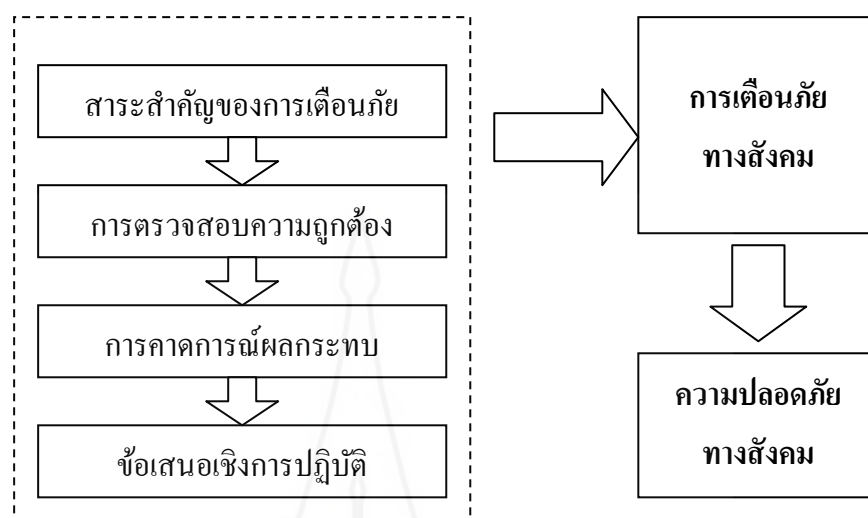 สาระสำคัญของการเตือนภัย
การตรวจสอบความถูกต้อง
การคาดการณ์ผลกระทบ
ข้อเสนอเชิงการปฏิบัติ
การเตือนภัย
ทางสังคม
ความปลอดภัย
ทางสังคม